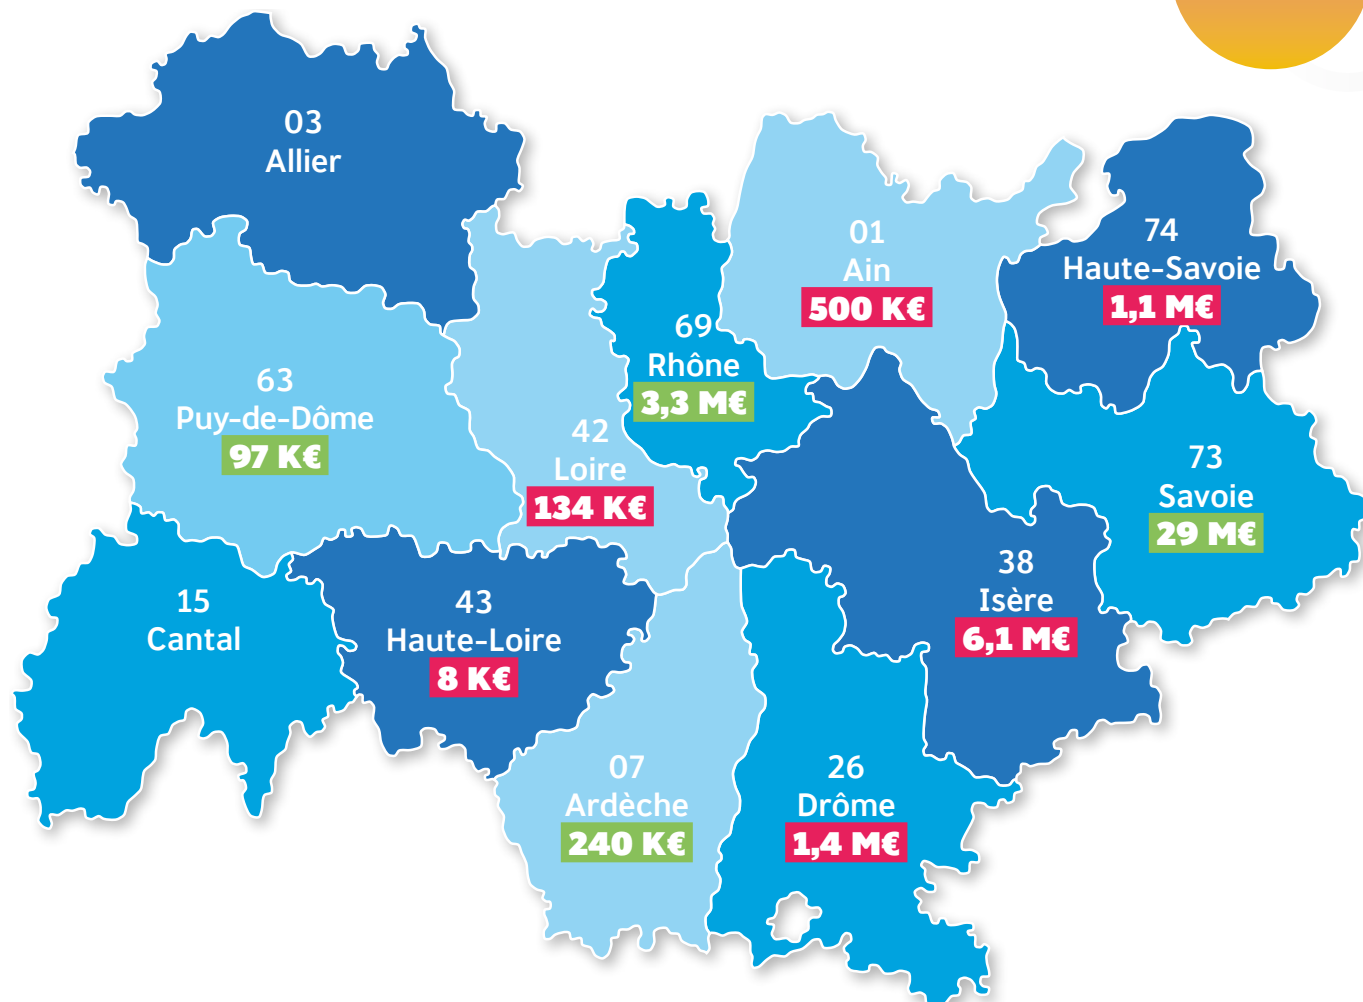 03
Allier
01
Ain
500 K€
74
Haute-Savoie
1,1 M€
69
Rhône
3,3 M€
63
Puy-de-Dôme
97 K€
42
Loire
134 K€
73
Savoie
29 M€
15
Cantal
43
Haute-Loire
8 K€
38
Isère
6,1 M€
07
Ardèche
240 K€
26
Drôme
1,4 M€